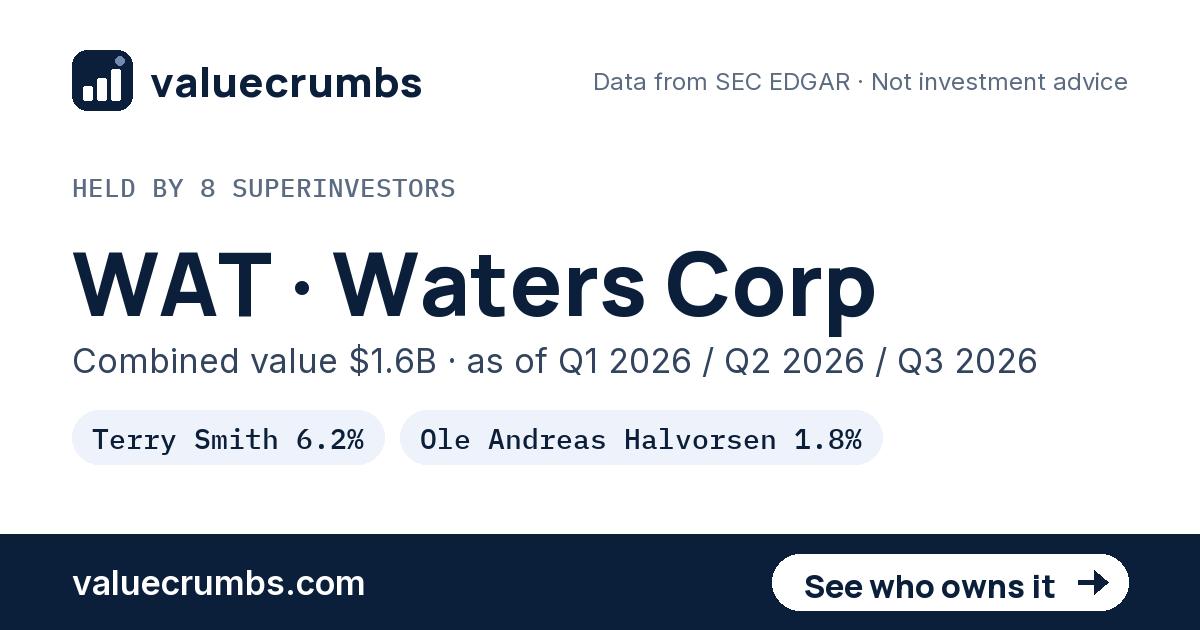 valuecrumbs
Data from SEC EDGAR · Not investment advice
HELD BY 8 SUPERINVESTORS
WAT · Waters Corp
Combined value $1.6B · as of Q1 2026 / Q2 2026 / Q3 2026
Terry Smith 6.2%
Ole Andreas Halvorsen 1.8%
valuecrumbs.com
See who owns it →